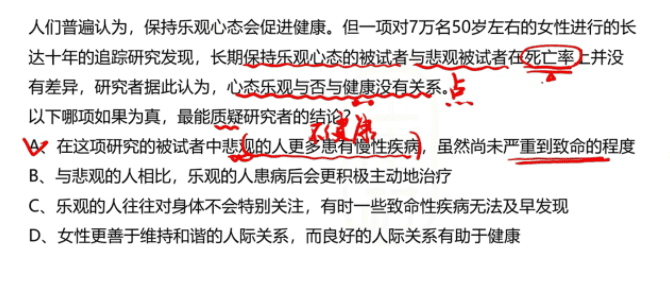 人们普遍认为，保持乐观心态会促进健康。但一项对7万名50岁左右的女性进行的长
达十年的追踪研究发现，长期保持乐观心态的被试者与悲观被试者在死亡率上并没
有差异，研究者据此认为，心态乐观与否与健康没有关系。点
以下哪项如果为真，最能质疑研究者的结论？
不健康
A、在这项研究的被试者中悲观的人更多患有慢性疾病，虽然尚未严重到致命的程度
B、与悲观的人相比，乐观的人患病后会更积极主动地治疗
C、乐观的人往往对身体不会特别关注，有时一些致命性疾病无法及早发现
D、女性更善于维持和谐的人际关系，而良好的人际关系有助于健康